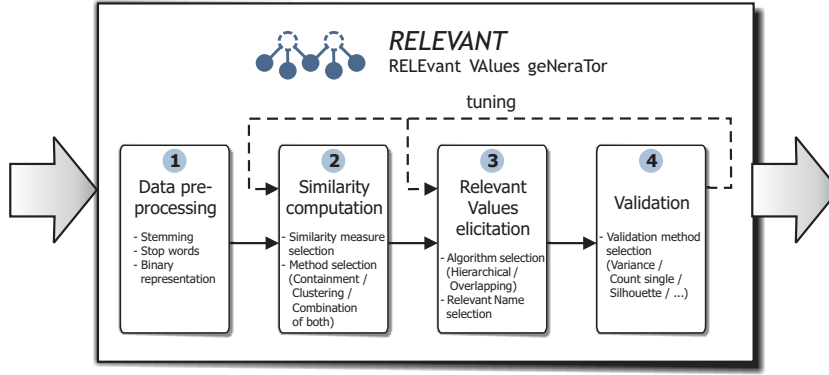 RELEVANT
RELEvant VAlues geNeraTor
tuning
1
Data pre-
processing
- Stemming
- Stop words
- Binary
representation
2
Similarity
computation
- Similarity measure
selection
- Method selection
(Containment /
Clustering /
Combination
of both)
3
Relevant
Values
elicitation
- Algorithm selection
(Hierarchical /
Overlapping)
- Relevant Name
selection
4
Validation
- Validation method
selection
(Variance /
Count single /
Silhouette / ...)